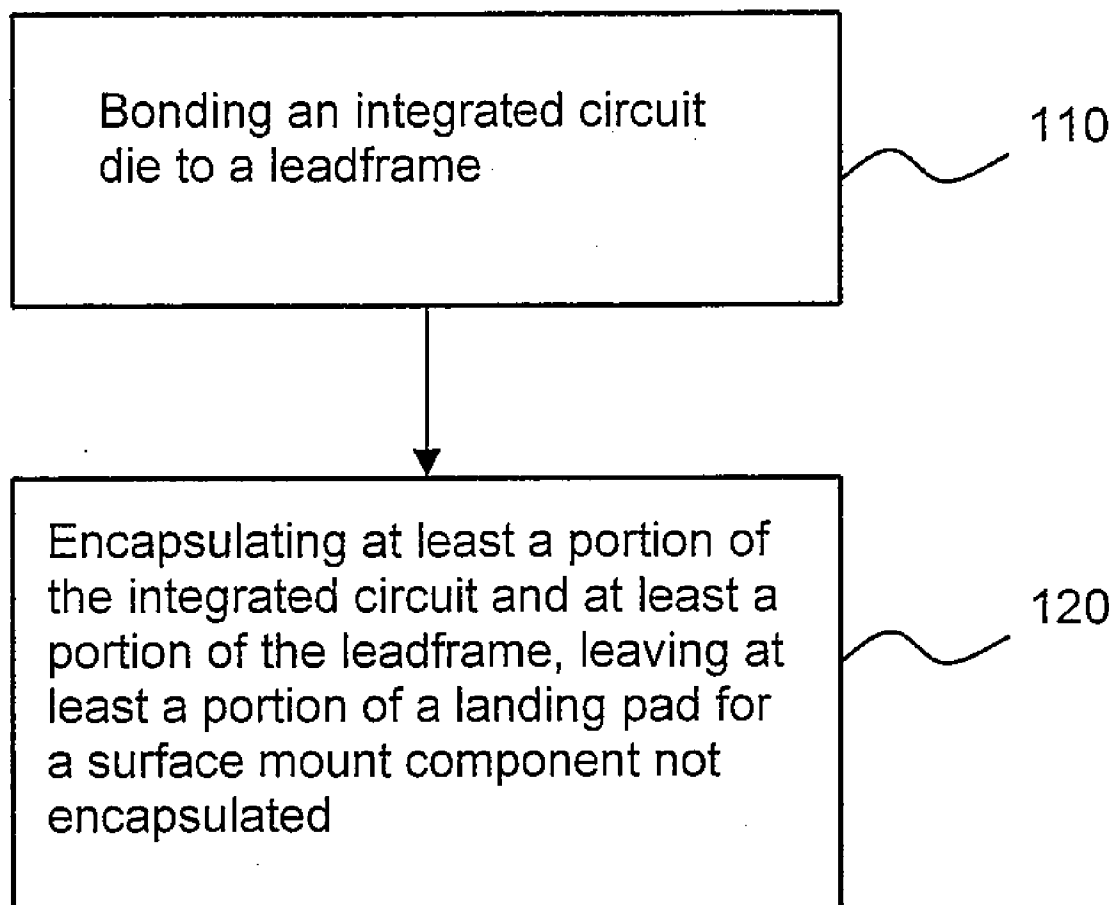 Bonding an integrated circuit
die to a leadframe
110
Encapsulating at least a portion of
the integrated circuit and at least a
portion of the leadframe, leaving at
least a portion of a landing pad for
a surface mount component not
encapsulated
120